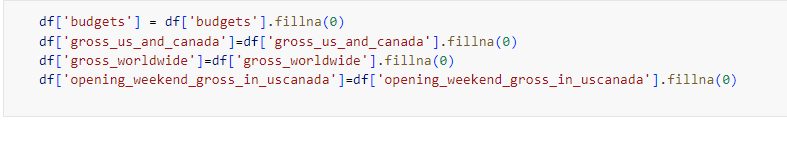 df['budgets'] = df['budgets'].fillna(0)
df['gross_us_and_canada']=df['gross_us_and_canada'].fillna(0)
df['gross_worldwide']=df['gross_worldwide'].fillna(0)
df['opening_weekend_gross_in_uscanada']=df['opening_weekend_gross_in_uscanada'].fillna(0)